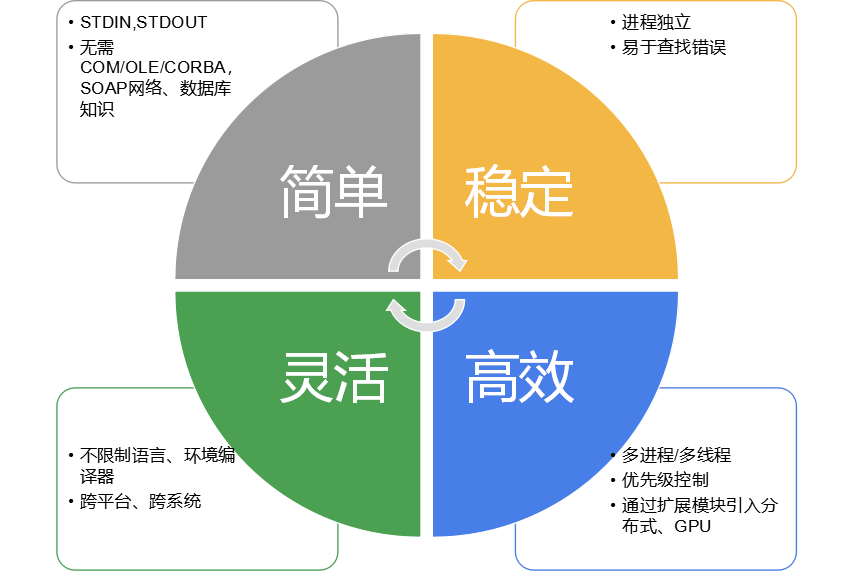 • STDIN,STDOUT
• 无需
COM/OLE/CORBA，
SOAP网络、数据库
知识
• 进程独立
• 易于查找错误
简单
稳定
灵活
高效
• 不限制语言、环境编
译器
• 跨平台、跨系统
• 多进程/多线程
• 优先级控制
• 通过扩展模块引入分
布式、GPU